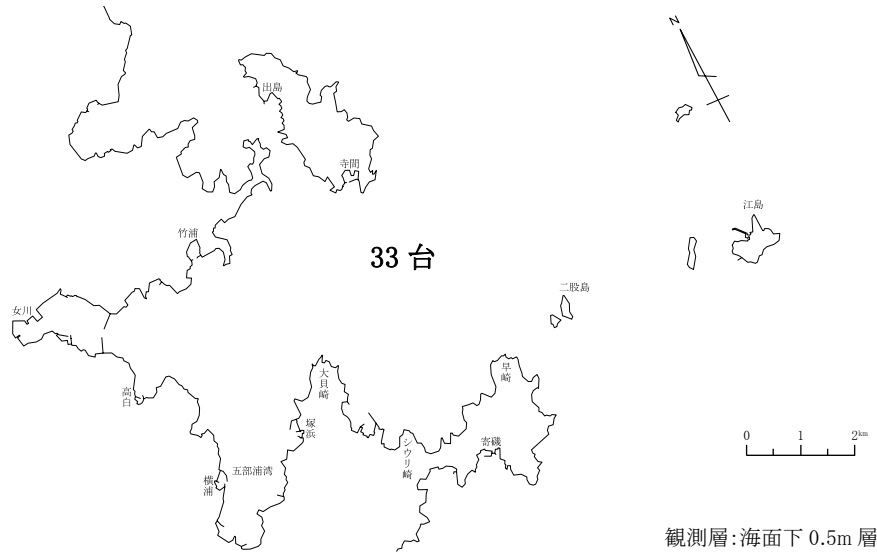 N
出島
寺間
江島
竹浦
33 台
二股島
女川
大貝崎
早崎
高白
塚浜
シウリ崎
寄磯
0 1 2km
五部浦湾
横浦
観測層:海面下 0.5m 層